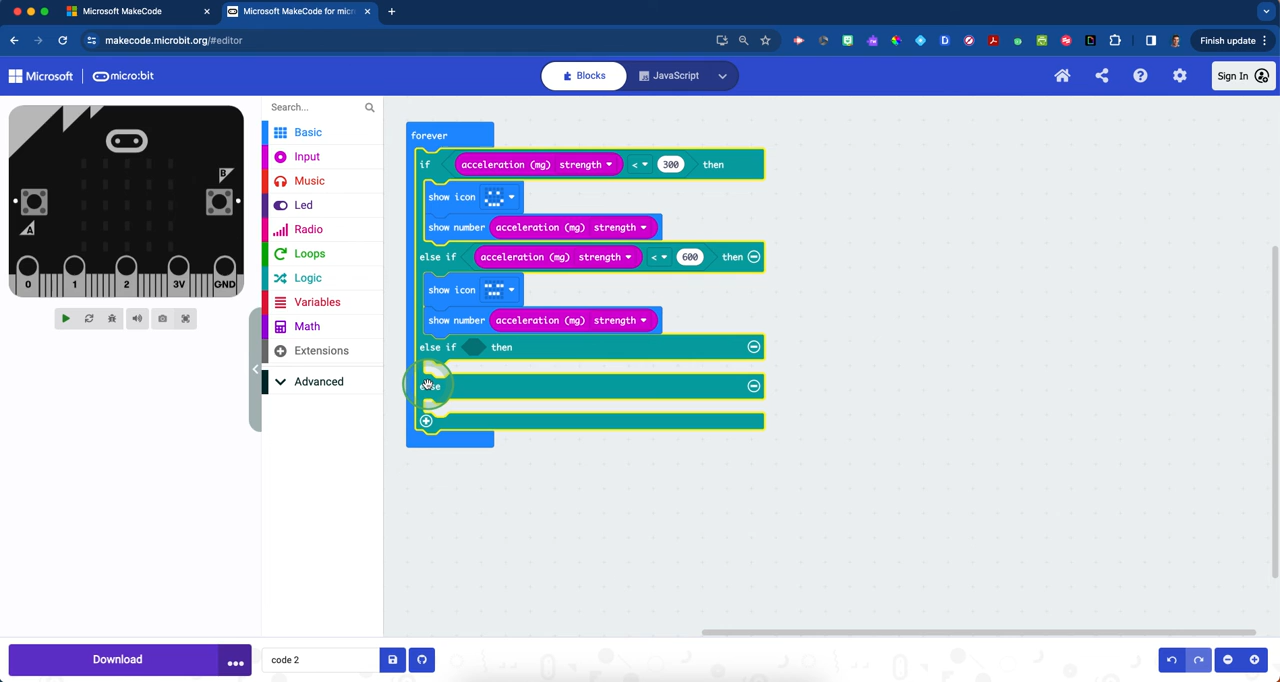 Microsoft MakeCode
Microsoft MakeCode for micr
makecode.microbit.org/#editor
Finish update
Microsoft
micro:bit
Blocks
JavaScript
Sign In
B
A
0 1 2 3V GND
Search...
Basic
Input
Music
Led
Radio
Loops
Logic
Variables
Math
Extensions
Advanced
forever
if acceleration (mg) strength < 300 then
show icon
show number acceleration (mg) strength
else if acceleration (mg) strength < 600 then
show icon
show number acceleration (mg) strength
else if then
else
Download
code 2